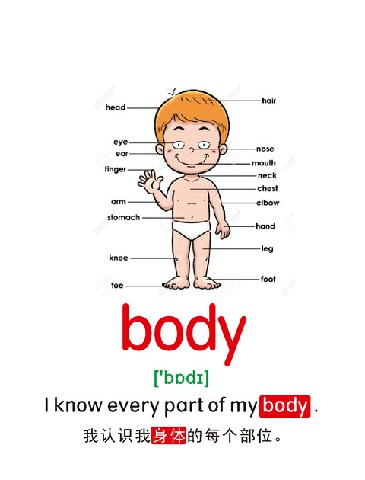 hair
head
eye
nose
ear
mouth
finger
neck
chest
arm
elbow
stomach
hand
leg
knee
foot
toe
body
['bɒdɪ]
I know every part of my body .
我认识我身体的每个部位。